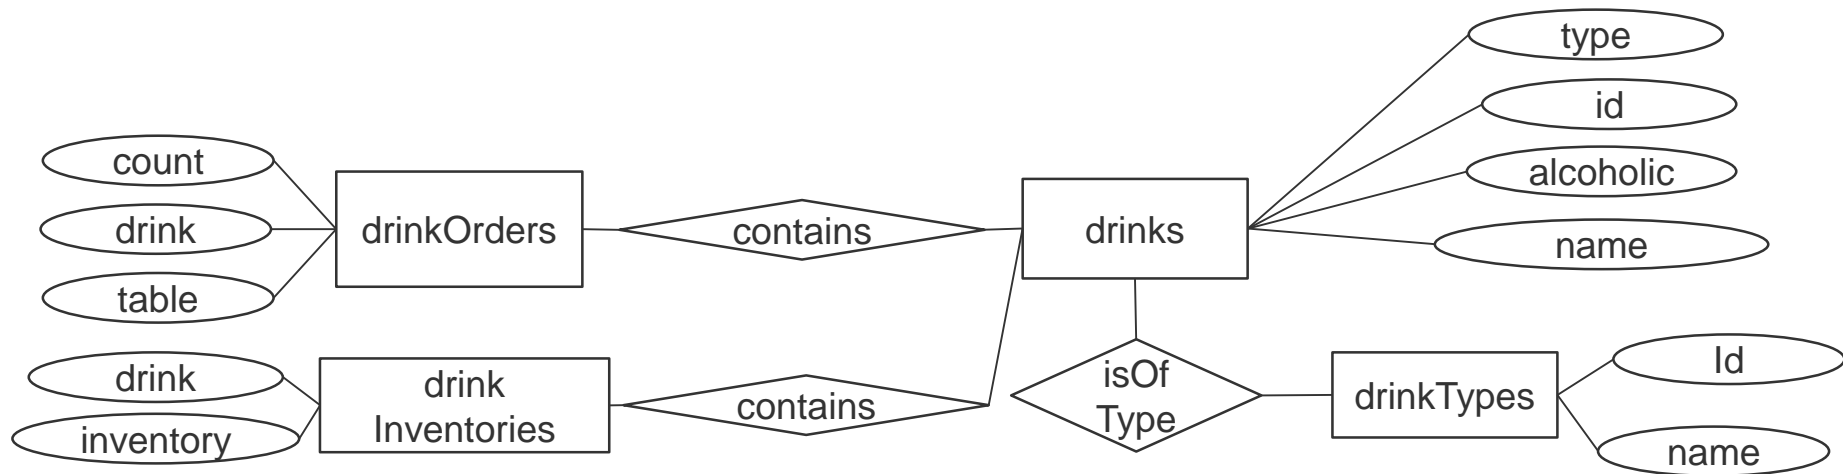 type
id
count
alcoholic
drink
drinkOrders
contains
drinks
name
table
drink
drink
Inventories
contains
isOf
Type
drinkTypes
Id
inventory
name